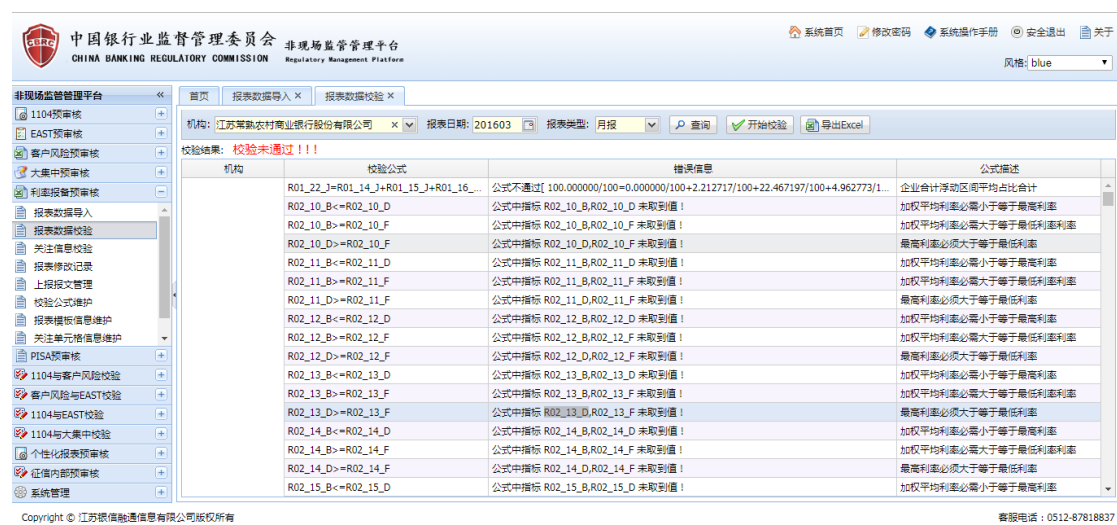 CBRC 中国银行业监督管理委员会 非现场监管管理平台
CHINA BANKING REGULATORY COMMISSION Regulatory Management Platform
系统首页 修改密码 系统操作手册 安全退出 关于
风格: blue
非现场监管管理平台 «
1104预审核
EAST预审核
客户风险预审核
大集中预审核
利率报备预审核
报表数据导入
报表数据校验
关注信息校验
报表修改记录
上报报文管理
校验公式维护
报表模板信息维护
关注单元格信息维护
PISA预审核
1104与客户风险校验
客户风险与EAST校验
1104与EAST校验
1104与大集中校验
个性化报表预审核
征信内部预审核
系统管理
首页 报表数据导入 × 报表数据校验 ×
机构: 江苏常熟农村商业银行股份有限公司 × 报表日期: 201603 报表类型: 月报 查询 开始校验 导出Excel
校验结果: 校验未通过!!!
机构 校验公式 错误信息 公式描述
R01_22_J=R01_14_J+R01_15_J+R01_16_... 公式不通过[ 100.000000/100=0.000000/100+2.212717/100+22.467197/100+4.962773/1... 企业合计浮动区间平均占比合计
R02_10_B<=R02_10_D 公式中指标 R02_10_B,R02_10_D 未取到值! 加权平均利率必需小于等于最高利率
R02_10_B>=R02_10_F 公式中指标 R02_10_B,R02_10_F 未取到值! 加权平均利率必需大于等于最低利率利率
R02_10_D>=R02_10_F 公式中指标 R02_10_D,R02_10_F 未取到值! 最高利率必须大于等于最低利率
R02_11_B<=R02_11_D 公式中指标 R02_11_B,R02_11_D 未取到值! 加权平均利率必需小于等于最高利率
R02_11_B>=R02_11_F 公式中指标 R02_11_B,R02_11_F 未取到值! 加权平均利率必需大于等于最低利率利率
R02_11_D>=R02_11_F 公式中指标 R02_11_D,R02_11_F 未取到值! 最高利率必须大于等于最低利率
R02_12_B<=R02_12_D 公式中指标 R02_12_B,R02_12_D 未取到值! 加权平均利率必需小于等于最高利率
R02_12_B>=R02_12_F 公式中指标 R02_12_B,R02_12_F 未取到值! 加权平均利率必需大于等于最低利率利率
R02_12_D>=R02_12_F 公式中指标 R02_12_D,R02_12_F 未取到值! 最高利率必须大于等于最低利率
R02_13_B<=R02_13_D 公式中指标 R02_13_B,R02_13_D 未取到值! 加权平均利率必需小于等于最高利率
R02_13_B>=R02_13_F 公式中指标 R02_13_B,R02_13_F 未取到值! 加权平均利率必需大于等于最低利率利率
R02_13_D>=R02_13_F 公式中指标 R02_13_D,R02_13_F 未取到值! 最高利率必须大于等于最低利率
R02_14_B<=R02_14_D 公式中指标 R02_14_B,R02_14_D 未取到值! 加权平均利率必需小于等于最高利率
R02_14_B>=R02_14_F 公式中指标 R02_14_B,R02_14_F 未取到值! 加权平均利率必需大于等于最低利率利率
R02_14_D>=R02_14_F 公式中指标 R02_14_D,R02_14_F 未取到值! 最高利率必须大于等于最低利率
R02_15_B<=R02_15_D 公式中指标 R02_15_B,R02_15_D 未取到值! 加权平均利率必需小于等于最高利率
Copyright © 江苏银信融通信息有限公司版权所有 客服电话:0512-87818837